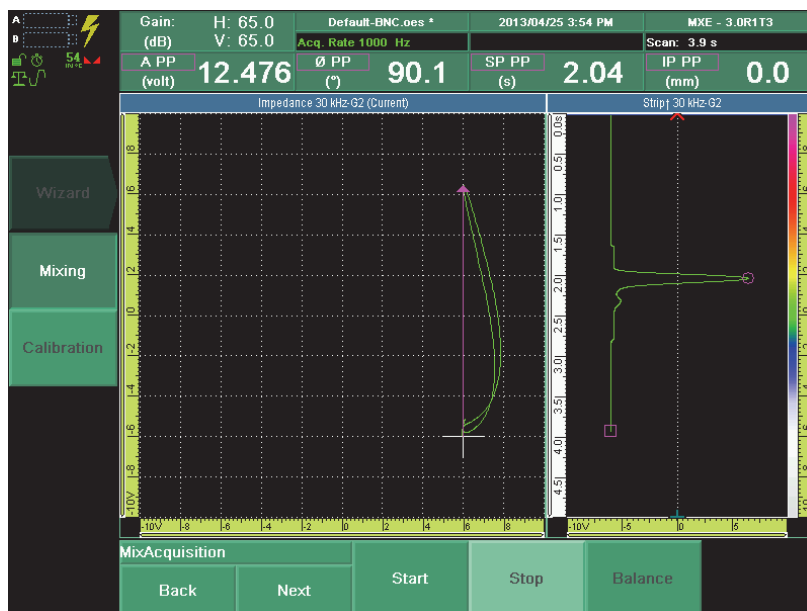 A
B
54
IN °C
Gain: H: 65.0
(dB) V: 65.0
Default-BNC.oes *
2013/04/25 3:54 PM
MXE - 3.0R1T3
Acq. Rate 1000 Hz
Scan: 3.9 s
A PP
(volt)
12.476
Ø PP
(°)
90.1
SP PP
(s)
2.04
IP PP
(mm)
0.0
Impedance 30 kHz-G2 (Current)
Strip† 30 kHz-G2
Wizard
Mixing
Calibration
|8
|6
|4
|2
|0
|-2
|-4
|-6
|-8
-10V
-10V |-8 |-6 |-4 |-2 |0 |2 |4 |6 |8
0.0s
0.5|
1.0|
1.5|
2.0|
2.5|
3.0|
3.5|
4.0|
4.5|
-10V |-5 |0 |5
MixAcquisition
Back
Next
Start
Stop
Balance